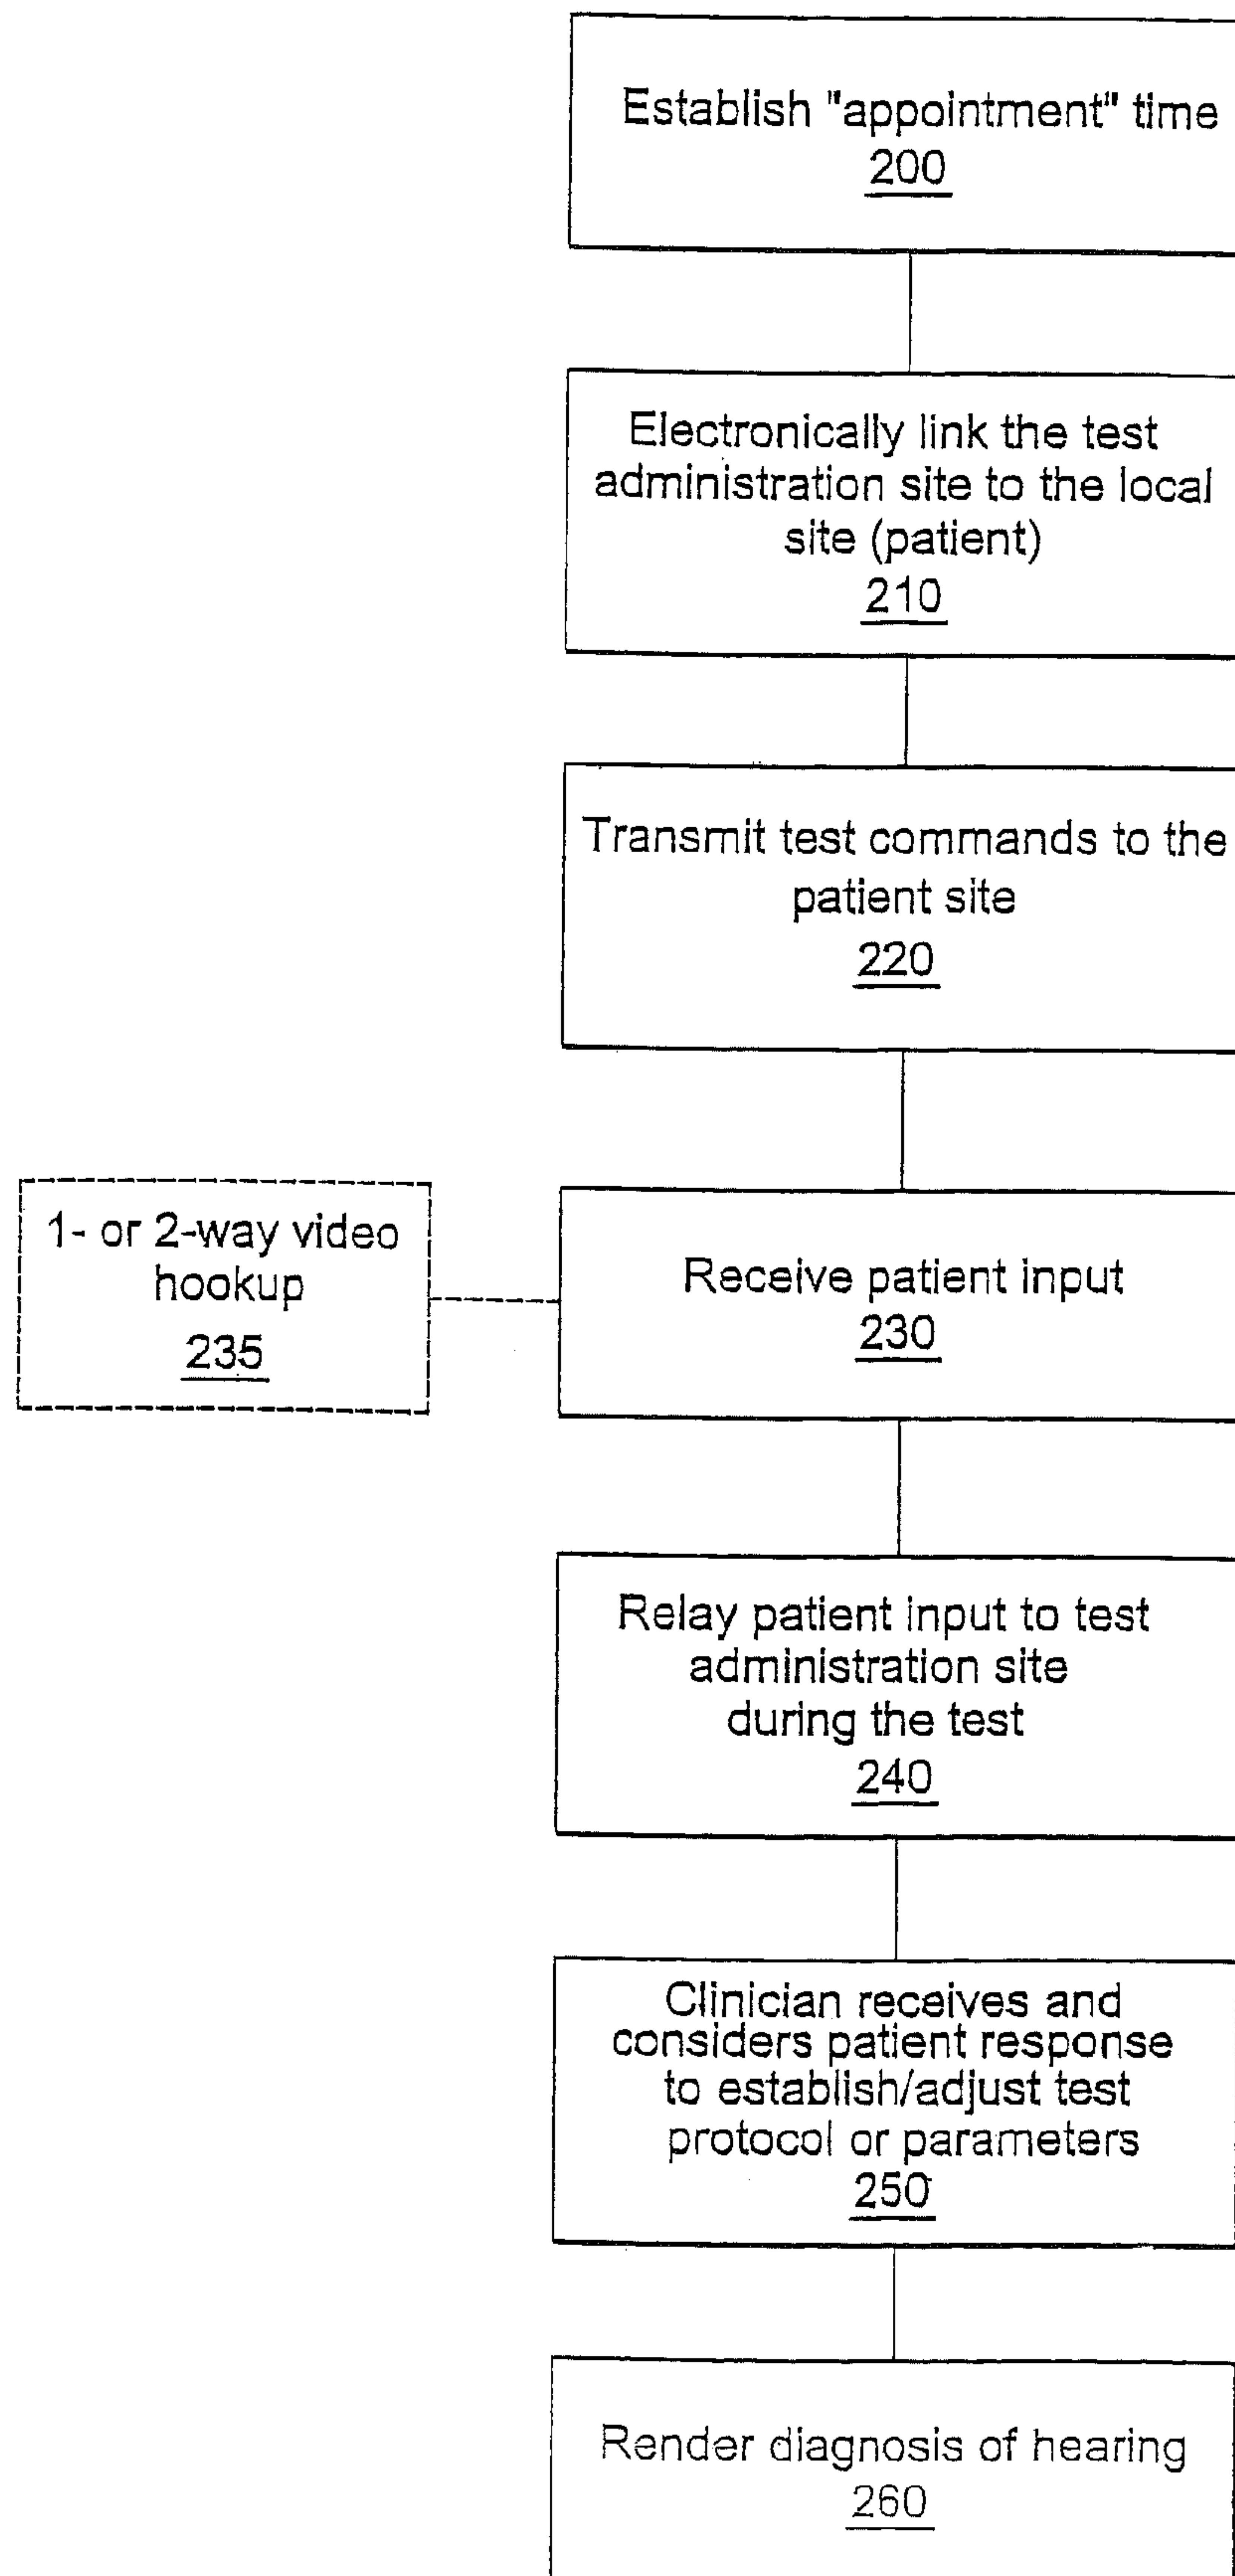 Establish "appointment" time
200
Electronically link the test
administration site to the local
site (patient)
210
Transmit test commands to the
patient site
220
1- or 2-way video
hookup
235
Receive patient input
230
Relay patient input to test
administration site
during the test
240
Clinician receives and
considers patient response
to establish/adjust test
protocol or parameters
250
Render diagnosis of hearing
260